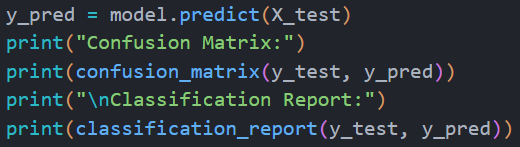 y_pred = model.predict(X_test)
print("Confusion Matrix:")
print(confusion_matrix(y_test, y_pred))
print("\nClassification Report:")
print(classification_report(y_test, y_pred))